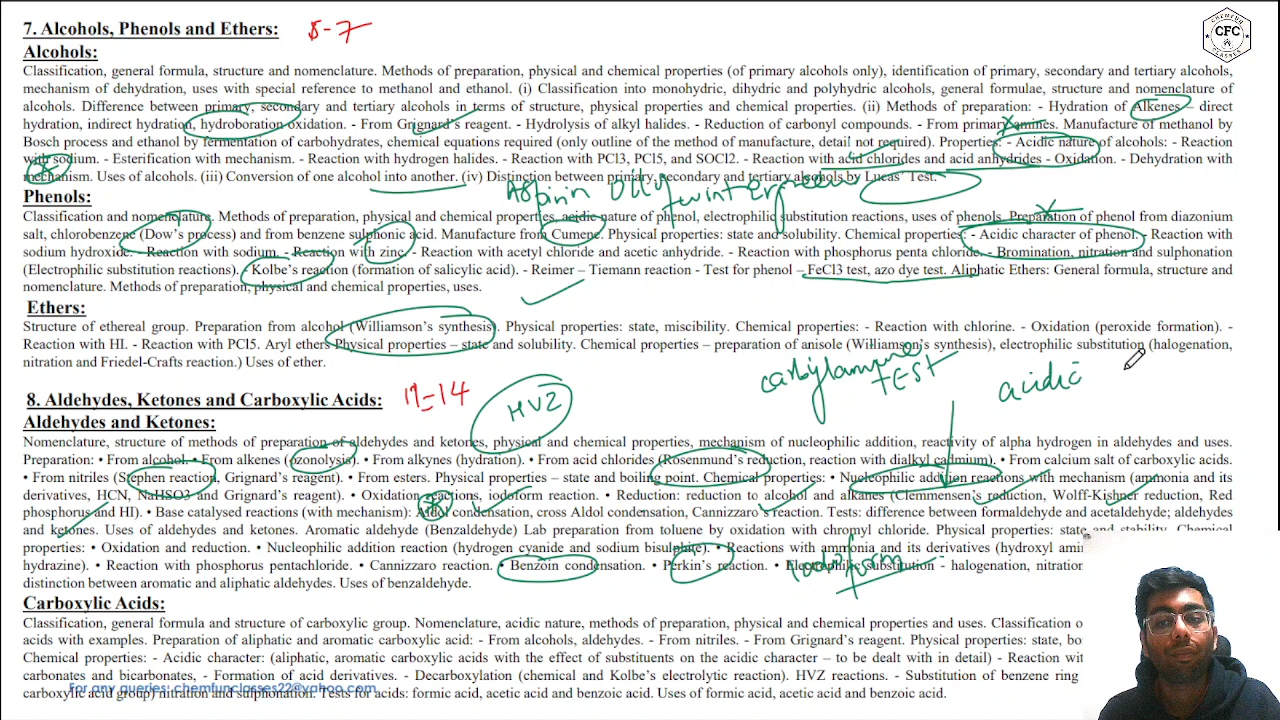 7. Alcohols, Phenols and Ethers: 5-7
CHEMFUN
CFC
CLASSES
Alcohols:
Classification, general formula, structure and nomenclature. Methods of preparation, physical and chemical properties (of primary alcohols only), identification of primary, secondary and tertiary alcohols,
mechanism of dehydration, uses with special reference to methanol and ethanol. (i) Classification into monohydric, dihydric and polyhydric alcohols, general formulae, structure and nomenclature of
alcohols. Difference between primary, secondary and tertiary alcohols in terms of structure, physical properties and chemical properties. (ii) Methods of preparation: - Hydration of Alkenes – direct
hydration, indirect hydration, hydroboration oxidation. - From Grignard's reagent. - Hydrolysis of alkyl halides. - Reduction of carbonyl compounds. - From primary amines. Manufacture of methanol by
Bosch process and ethanol by fermentation of carbohydrates, chemical equations required (only outline of the method of manufacture, detail not required). Properties: - Acidic nature of alcohols: - Reaction
with sodium. - Esterification with mechanism. - Reaction with hydrogen halides. - Reaction with PCl3, PCl5, and SOCl2. - Reaction with acid chlorides and acid anhydrides - Oxidation. - Dehydration with
mechanism. Uses of alcohols. (iii) Conversion of one alcohol into another. (iv) Distinction between primary, secondary and tertiary alcohols by Lucas' Test.
Aspirin Oil of wintergreen
Phenols:
Classification and nomenclature. Methods of preparation, physical and chemical properties, acidic nature of phenol, electrophilic substitution reactions, uses of phenols. Preparation of phenol from diazonium
salt, chlorobenzene (Dow's process) and from benzene sulphonic acid. Manufacture from Cumene. Physical properties: state and solubility. Chemical properties: - Acidic character of phenol. - Reaction with
sodium hydroxide. - Reaction with sodium. - Reaction with zinc. - Reaction with acetyl chloride and acetic anhydride. - Reaction with phosphorus penta chloride. - Bromination, nitration and sulphonation
(Electrophilic substitution reactions). - Kolbe's reaction (formation of salicylic acid). - Reimer – Tiemann reaction - Test for phenol – FeCl3 test, azo dye test. Aliphatic Ethers: General formula, structure and
nomenclature. Methods of preparation, physical and chemical properties, uses.
Ethers:
Structure of ethereal group. Preparation from alcohol (Williamson's synthesis). Physical properties: state, miscibility. Chemical properties: - Reaction with chlorine. - Oxidation (peroxide formation). -
Reaction with HI. - Reaction with PCl5. Aryl ethers Physical properties – state and solubility. Chemical properties – preparation of anisole (Williamson's synthesis), electrophilic substitution (halogenation,
nitration and Friedel-Crafts reaction.) Uses of ether.
carbylamine
TEST
acidic
8. Aldehydes, Ketones and Carboxylic Acids: 12-14
HVZ
Aldehydes and Ketones:
Nomenclature, structure of methods of preparation of aldehydes and ketones, physical and chemical properties, mechanism of nucleophilic addition, reactivity of alpha hydrogen in aldehydes and uses.
Preparation: • From alcohol. • From alkenes (ozonolysis). • From alkynes (hydration). • From acid chlorides (Rosenmund's reduction, reaction with dialkyl cadmium). • From calcium salt of carboxylic acids.
• From nitriles (Stephen reaction, Grignard's reagent). • From esters. Physical properties – state and boiling point. Chemical properties: • Nucleophilic addition reactions with mechanism (ammonia and its
derivatives, HCN, NaHSO3 and Grignard's reagent). • Oxidation reactions, iodoform reaction. • Reduction: reduction to alcohol and alkanes (Clemmensen's reduction, Wolff-Kishner reduction, Red
phosphorus and HI). • Base catalysed reactions (with mechanism): Aldol condensation, cross Aldol condensation, Cannizzaro's reaction. Tests: difference between formaldehyde and acetaldehyde; aldehydes
and ketones. Uses of aldehydes and ketones. Aromatic aldehyde (Benzaldehyde) Lab preparation from toluene by oxidation with chromyl chloride. Physical properties: state and stability. Chemical
properties: • Oxidation and reduction. • Nucleophilic addition reaction (hydrogen cyanide and sodium bisulphite). • Reactions with ammonia and its derivatives (hydroxyl
hydrazine). • Reaction with phosphorus pentachloride. • Cannizzaro reaction. • Benzoin condensation. • Perkin's reaction. • Electrophilic substitution - halogenation,
Iodoform
distinction between aromatic and aliphatic aldehydes. Uses of benzaldehyde.
Carboxylic Acids:
Classification, general formula and structure of carboxylic group. Nomenclature, acidic nature, methods of preparation, physical and chemical properties and uses. Classification
acids with examples. Preparation of aliphatic and aromatic carboxylic acid: - From alcohols, aldehydes. - From nitriles. - From Grignard's reagent. Physical properties: state,
Chemical properties: - Acidic character: (aliphatic, aromatic carboxylic acids with the effect of substituents on the acidic character – to be dealt with in detail) - Reaction
carbonates and bicarbonates, - Formation of acid derivatives. - Decarboxylation (chemical and Kolbe's electrolytic reaction). HVZ reactions. - Substitution of benzene ring
For any queries: chemfunclasses22@yahoo.com
carboxylic acid group) nitration and sulphonation. Tests for acids: formic acid, acetic acid and benzoic acid. Uses of formic acid, acetic acid and benzoic acid.